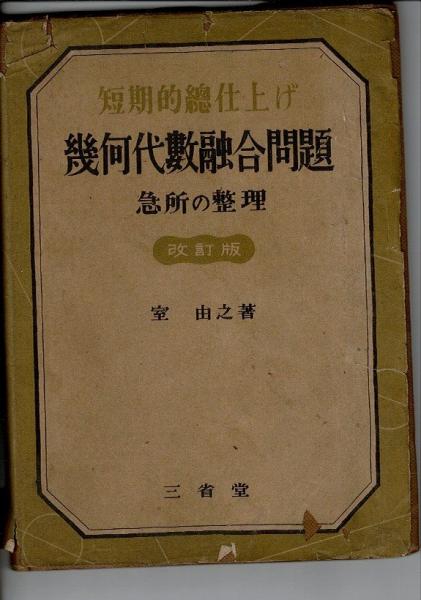 短期的總仕上げ
幾何代數融合問題
急所の整理
改訂版
室 由之著
三省堂